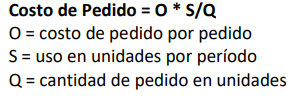 Costo de Pedido = O * S/Q
O = costo de pedido por pedido
S = uso en unidades por período
Q = cantidad de pedido en unidades